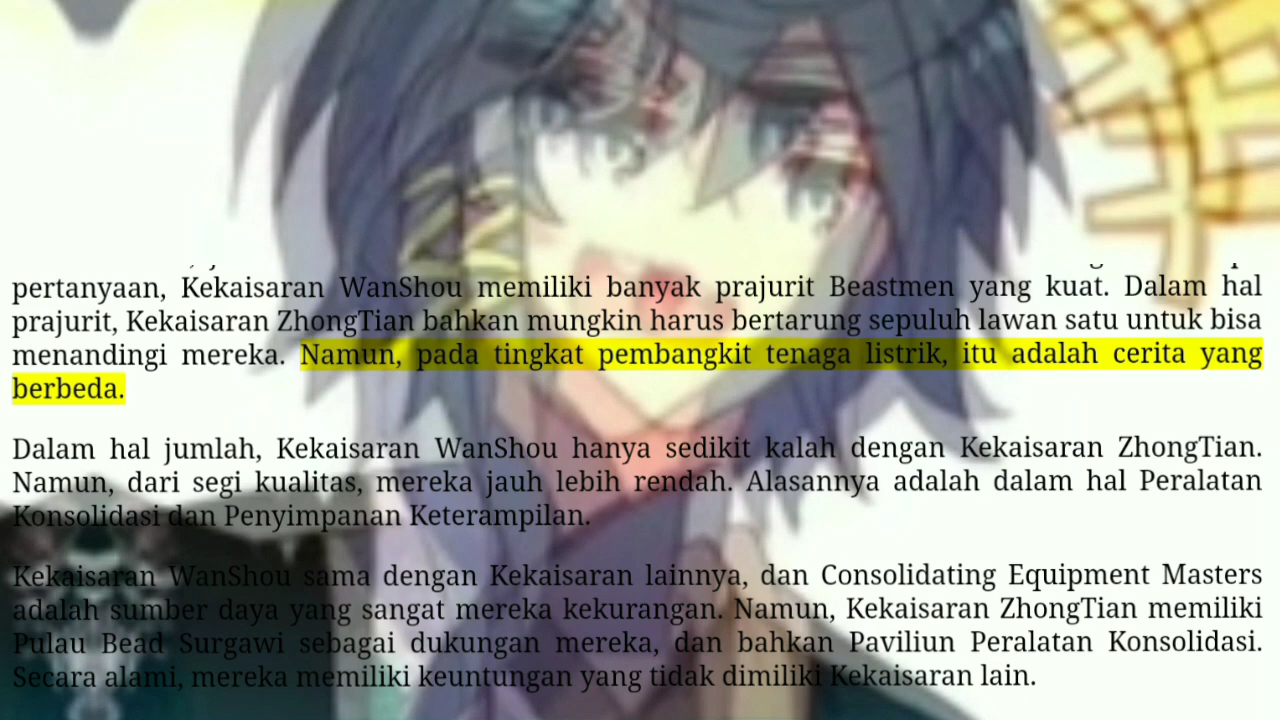 pertanyaan, Kekaisaran WanShou memiliki banyak prajurit Beastmen yang kuat. Dalam hal
prajurit, Kekaisaran ZhongTian bahkan mungkin harus bertarung sepuluh lawan satu untuk bisa
menandingi mereka. Namun, pada tingkat pembangkit tenaga listrik, itu adalah cerita yang
berbeda.
Dalam hal jumlah, Kekaisaran WanShou hanya sedikit kalah dengan Kekaisaran ZhongTian.
Namun, dari segi kualitas, mereka jauh lebih rendah. Alasannya adalah dalam hal Peralatan
Konsolidasi dan Penyimpanan Keterampilan.
Kekaisaran WanShou sama dengan Kekaisaran lainnya, dan Consolidating Equipment Masters
adalah sumber daya yang sangat mereka kekurangan. Namun, Kekaisaran ZhongTian memiliki
Pulau Bead Surgawi sebagai dukungan mereka, dan bahkan Paviliun Peralatan Konsolidasi.
Secara alami, mereka memiliki keuntungan yang tidak dimiliki Kekaisaran lain.